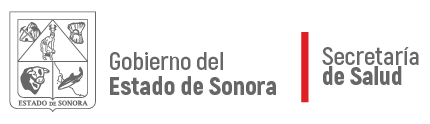 ESTADO DE SONORA
Gobierno del
Estado de Sonora
Secretaría
de Salud